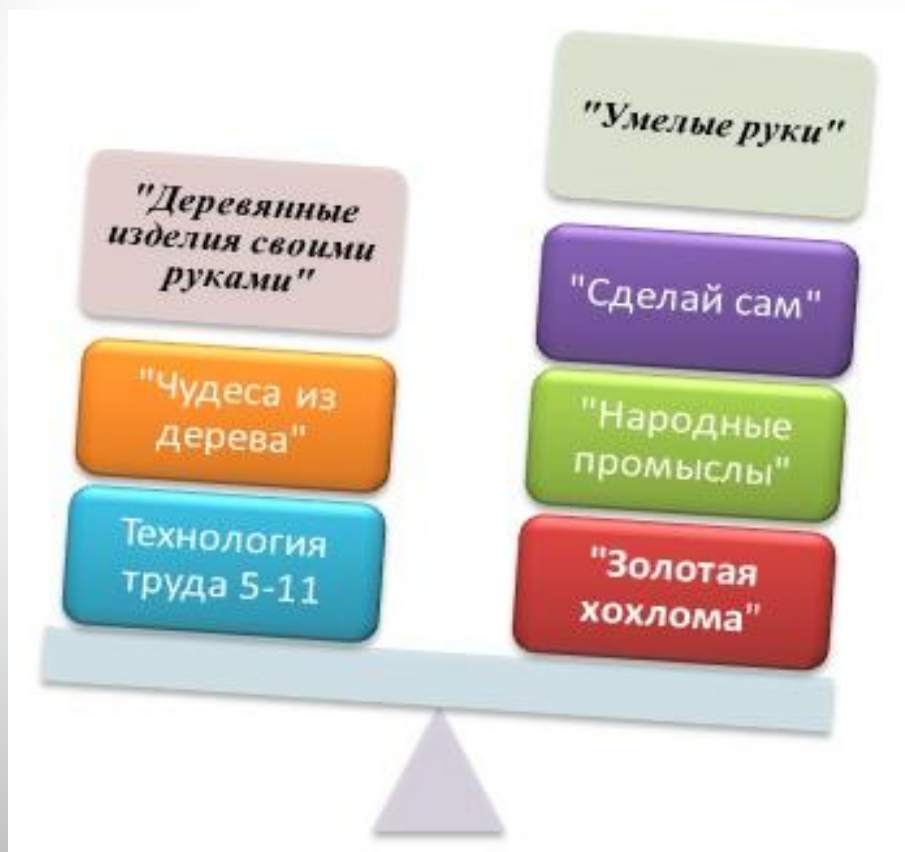 "Деревянные
изделия своими
руками"
"Чудеса из
дерева"
Технология
труда 5-11
"Умелые руки"
"Сделай сам"
"Народные
промыслы"
"Золотая
хохлома"